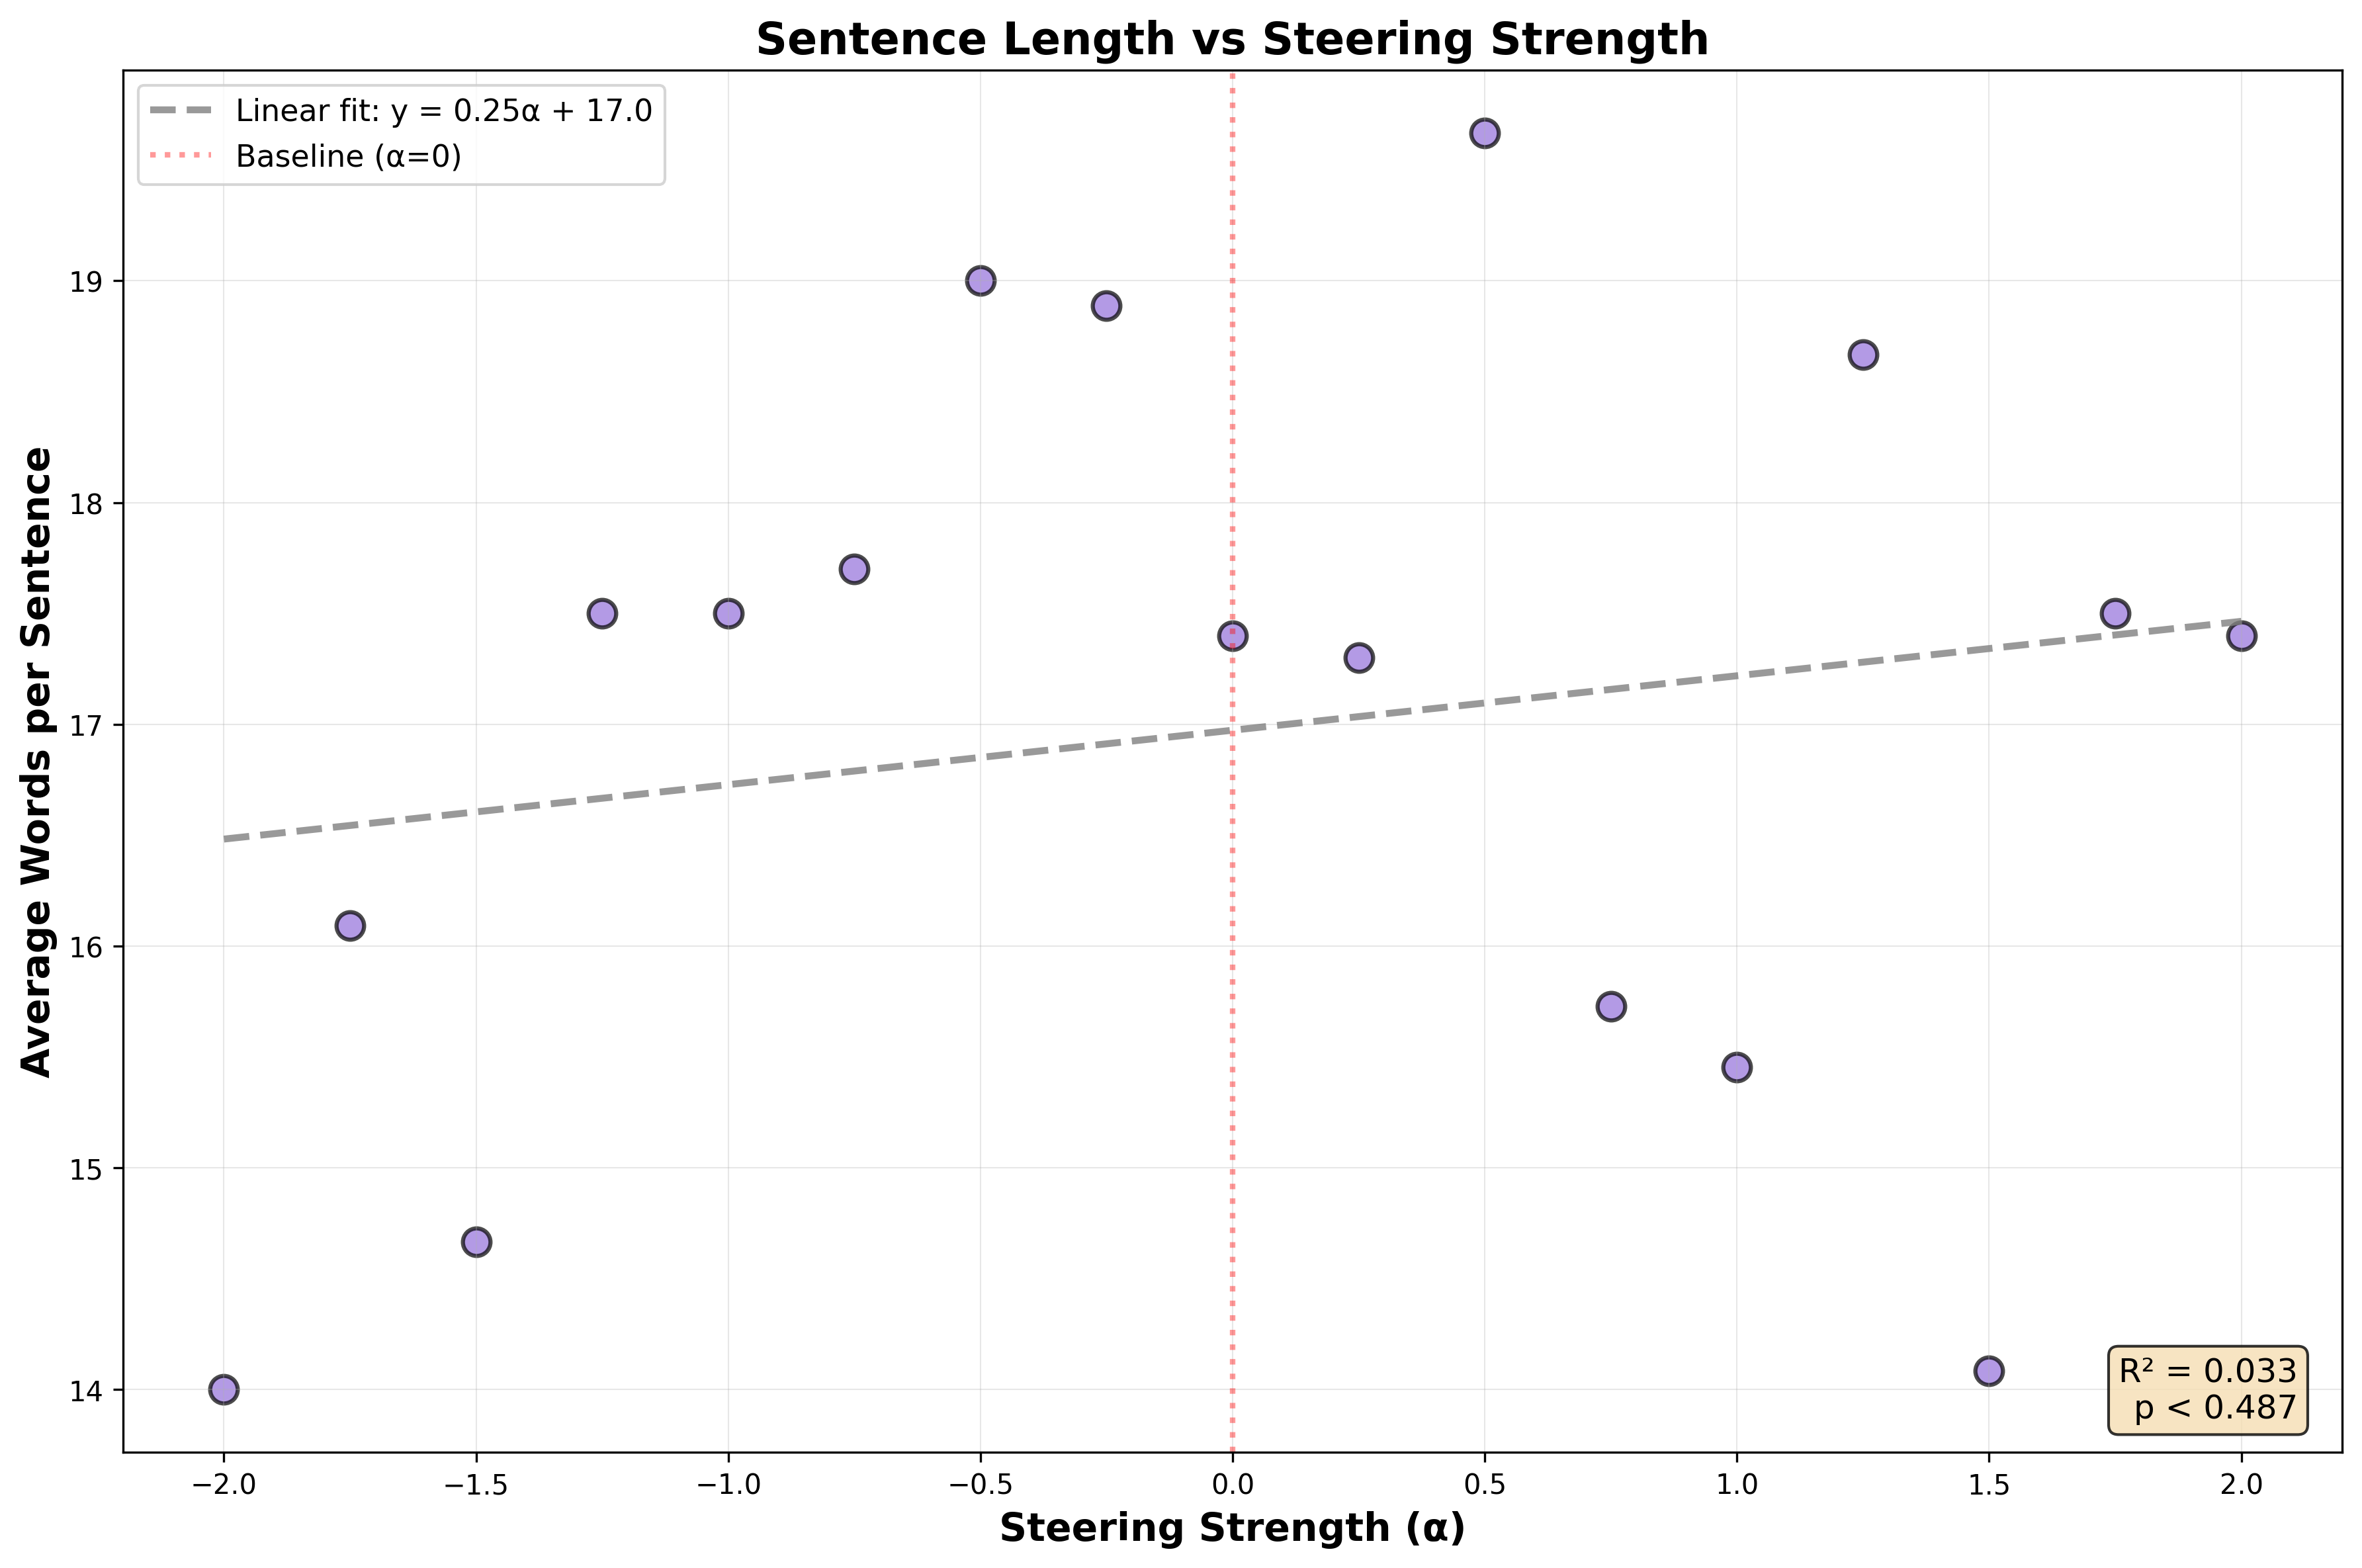 Sentence Length vs Steering Strength
Linear fit: y = 0.25α + 17.0
Baseline (α=0)
Average Words per Sentence
19
18
17
16
15
14
R² = 0.033
p < 0.487
−2.0 −1.5 −1.0 −0.5 0.0 0.5 1.0 1.5 2.0
Steering Strength (α)